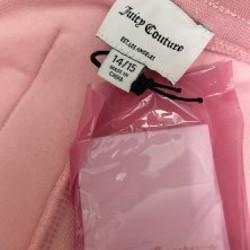 Juicy Couture
EST. LOS ANGELES
14/15
MADE IN
CHINA